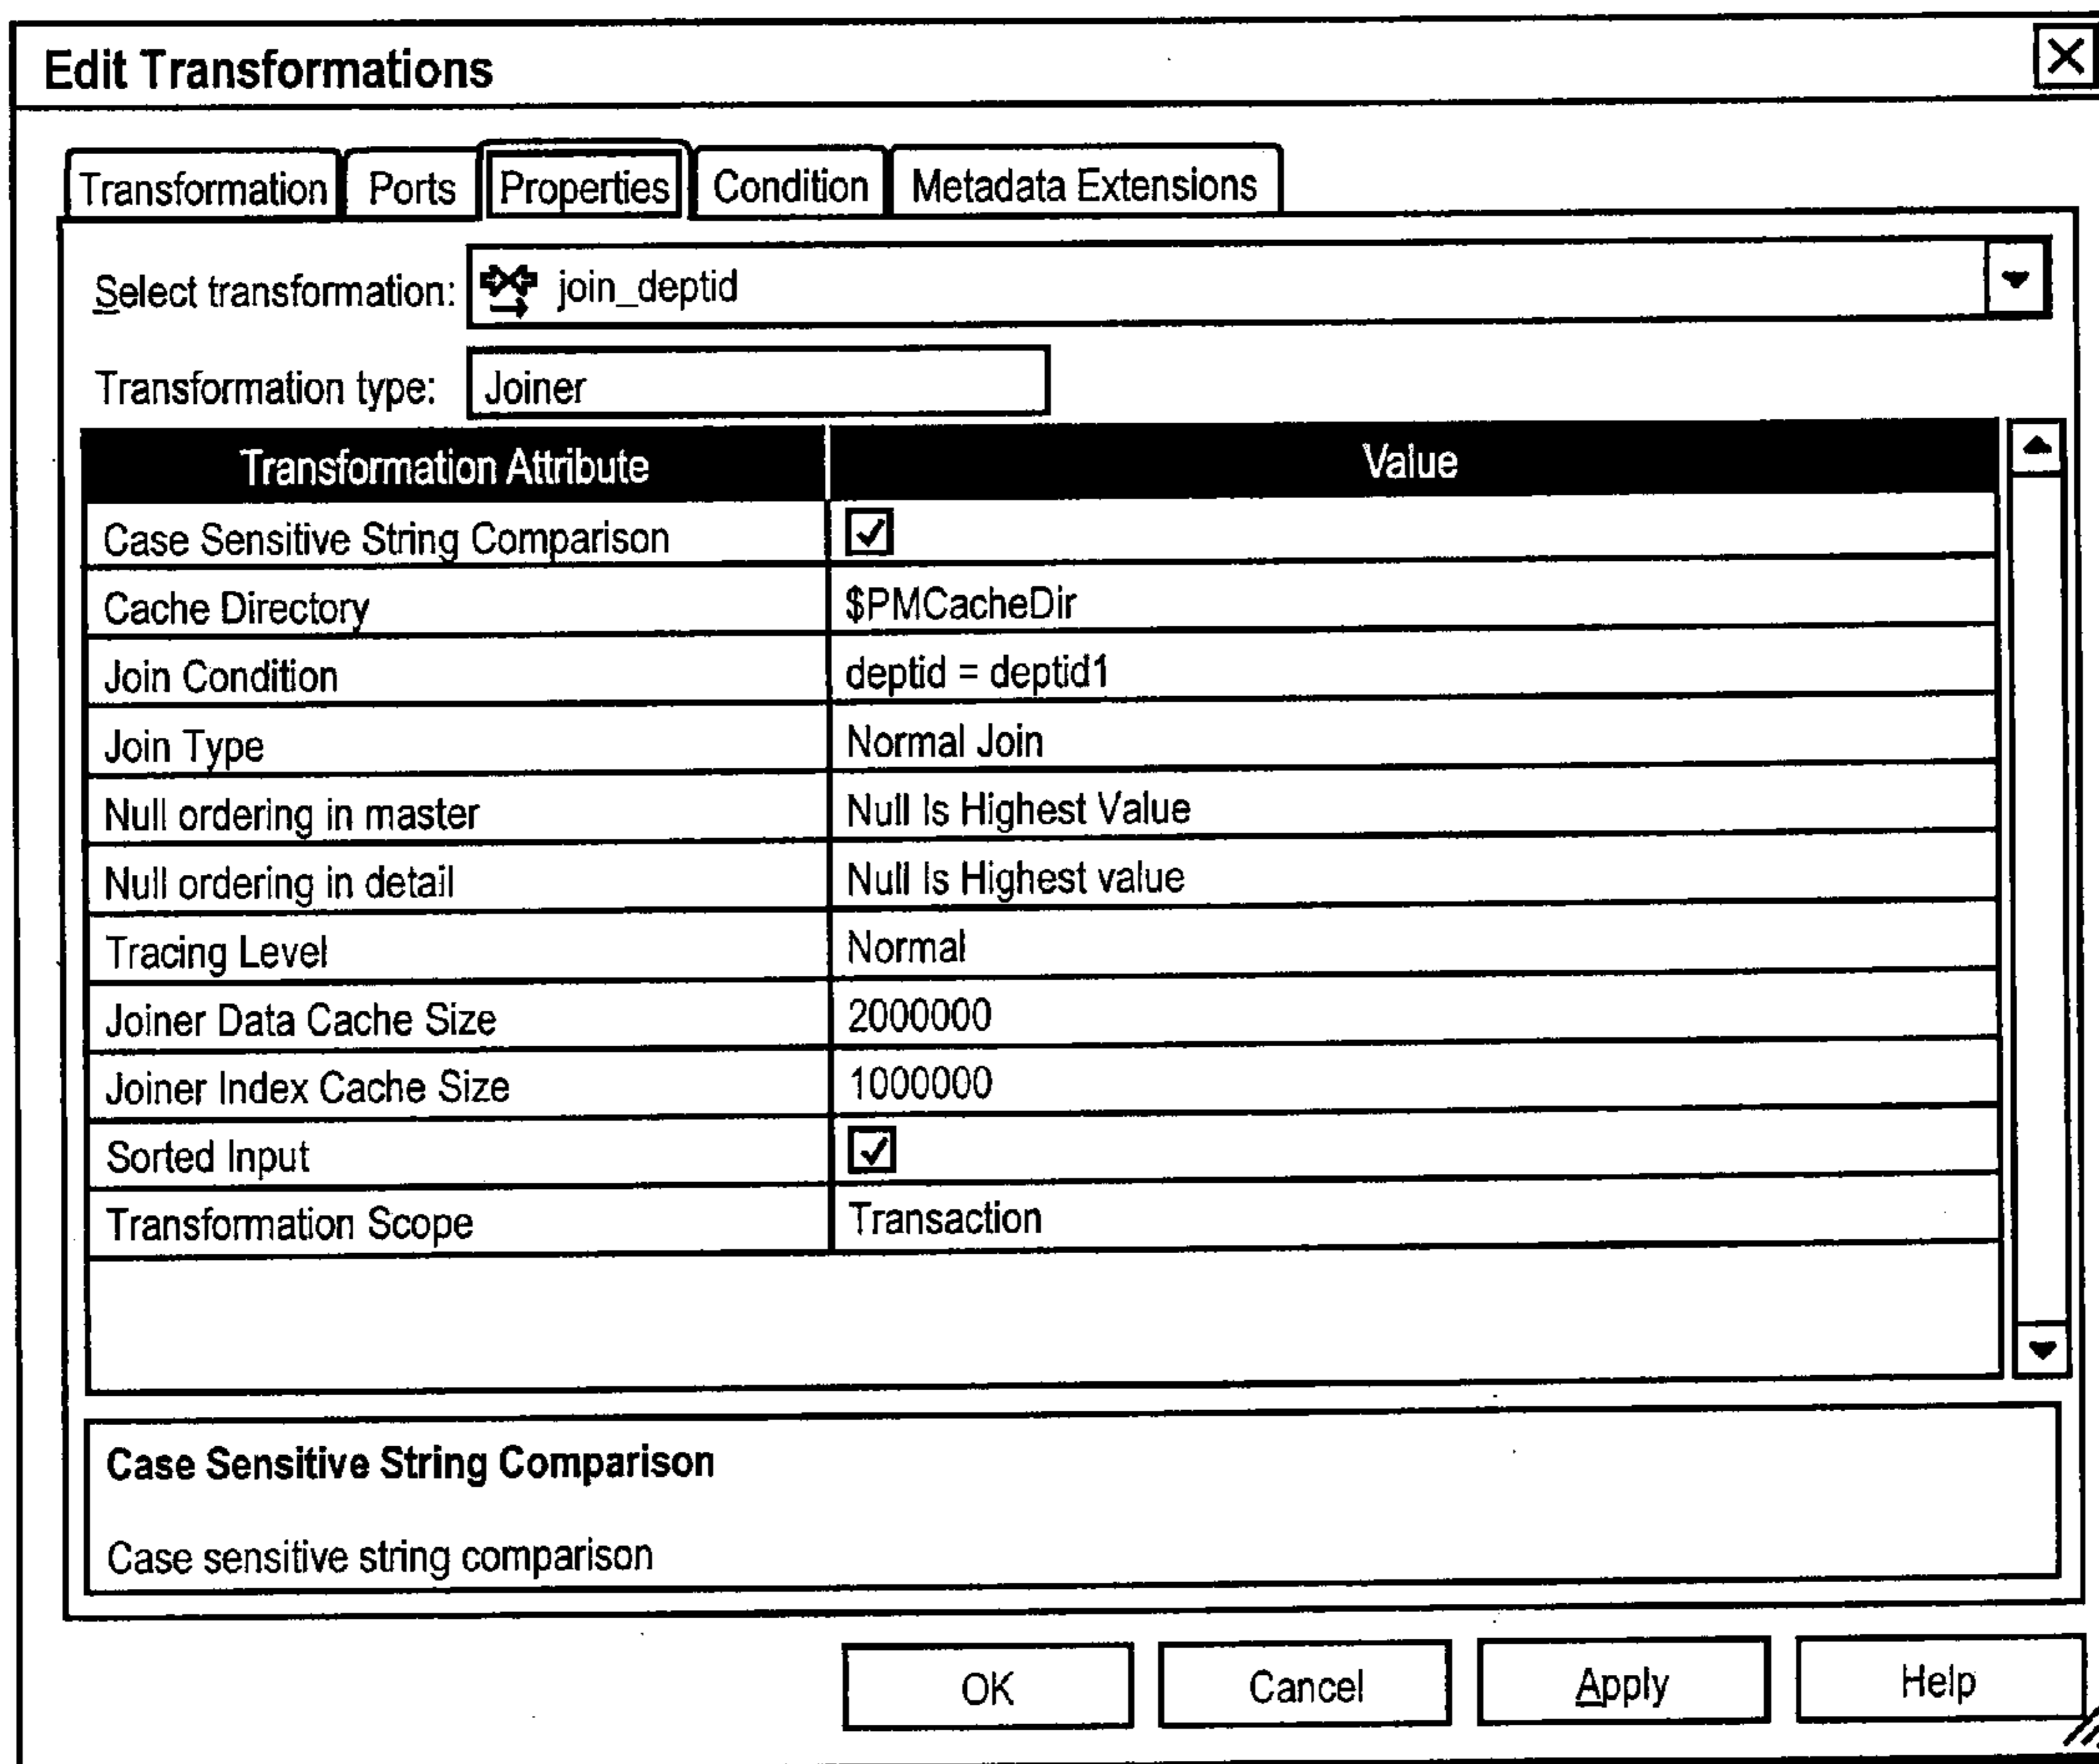 Edit Transformations
Transformation Ports Properties Condition Metadata Extensions
Select transformation: join_deptid
Transformation type: Joiner
Transformation Attribute Value
Case Sensitive String Comparison
Cache Directory $PMCacheDir
Join Condition deptid = deptid1
Join Type Normal Join
Null ordering in master Null Is Highest Value
Null ordering in detail Null Is Highest value
Tracing Level Normal
Joiner Data Cache Size 2000000
Joiner Index Cache Size 1000000
Sorted Input
Transformation Scope Transaction
Case Sensitive String Comparison
Case sensitive string comparison
OK Cancel Apply Help